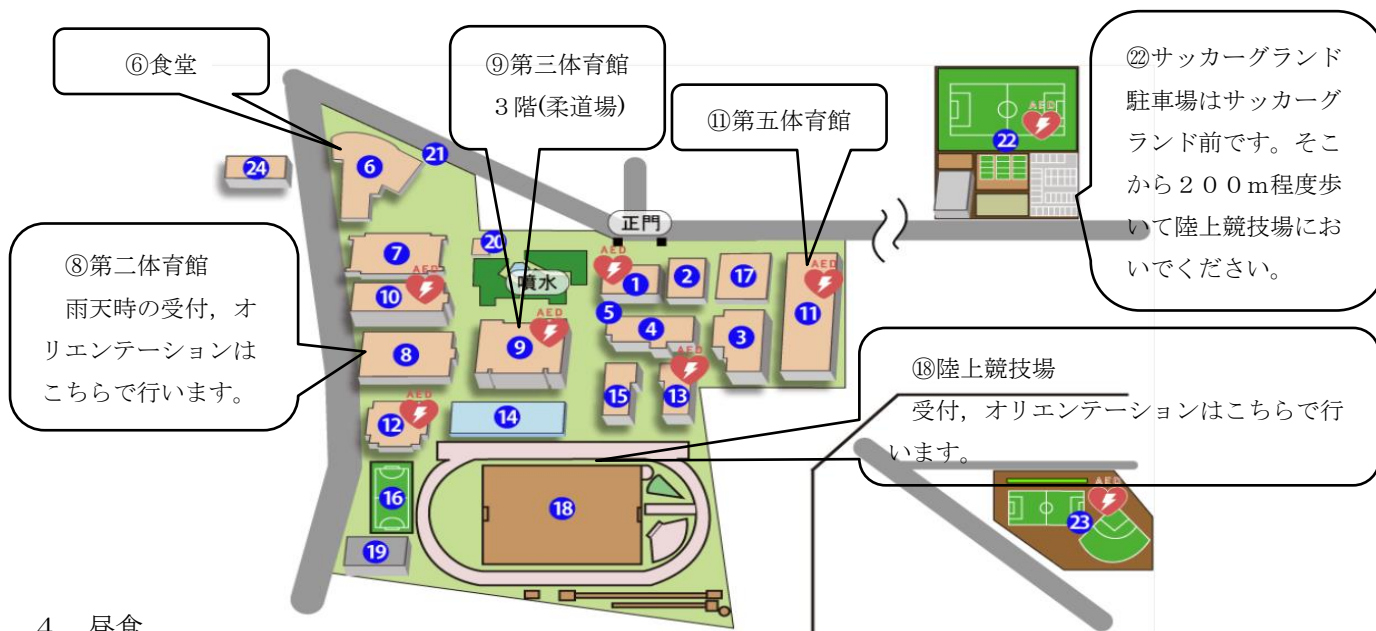 ⑥食堂
⑨第三体育館
３階(柔道場)
⑪第五体育館
㉒サッカーグランド
駐車場はサッカーグ
ランド前です。そこ
から２００ｍ程度歩
いて陸上競技場にお
いでください。
⑧第二体育館
雨天時の受付，オ
リエンテーションは
こちらで行います。
⑱陸上競技場
受付，オリエンテーションはこちらで行
います。
正門
噴水
6
21
24
7
20
10
8
9
12
14
16
19
18
AED
1
2
17
5
4
3
11
15
13
AED
AED
AED
AED
AED
22
AED
23
AED
４　昼食